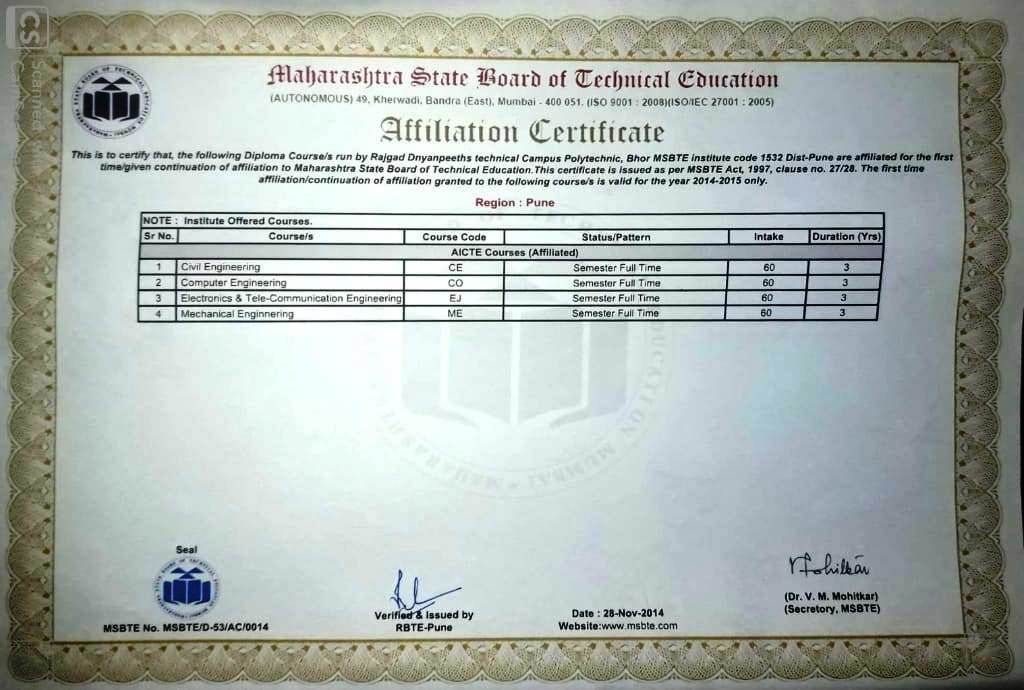 CS
Scanned
Maharashtra State Board of Technical Education
(AUTONOMOUS) 49, Kherwadi, Bandra (East), Mumbai - 400 051. (ISO 9001 : 2008)(ISO/IEC 27001 : 2005)
Affiliation Certificate
This is to certify that, the following Diploma Course/s run by Rajgad Dnyanpeeths technical Campus Polytechnic, Bhor MSBTE institute code 1532 Dist-Pune are affiliated for the first
time/given continuation of affiliation to Maharashtra State Board of Technical Education.This certificate is issued as per MSBTE Act, 1997, clause no. 27/28. The first time
affiliation/continuation of affiliation granted to the following course/s is valid for the year 2014-2015 only.
Region : Pune
NOTE : Institute Offered Courses.
Sr No. Course/s Course Code Status/Pattern Intake Duration (Yrs)
AICTE Courses (Affiliated)
1 Civil Engineering CE Semester Full Time 60 3
2 Computer Engineering CO Semester Full Time 60 3
3 Electronics & Tele-Communication Engineering EJ Semester Full Time 60 3
4 Mechanical Enginnering ME Semester Full Time 60 3
Seal
MSBTE No. MSBTE/D-53/AC/0014
Verified & Issued by
RBTE-Pune
Date : 28-Nov-2014
Website:www.msbte.com
(Dr. V. M. Mohitkar)
(Secretary, MSBTE)